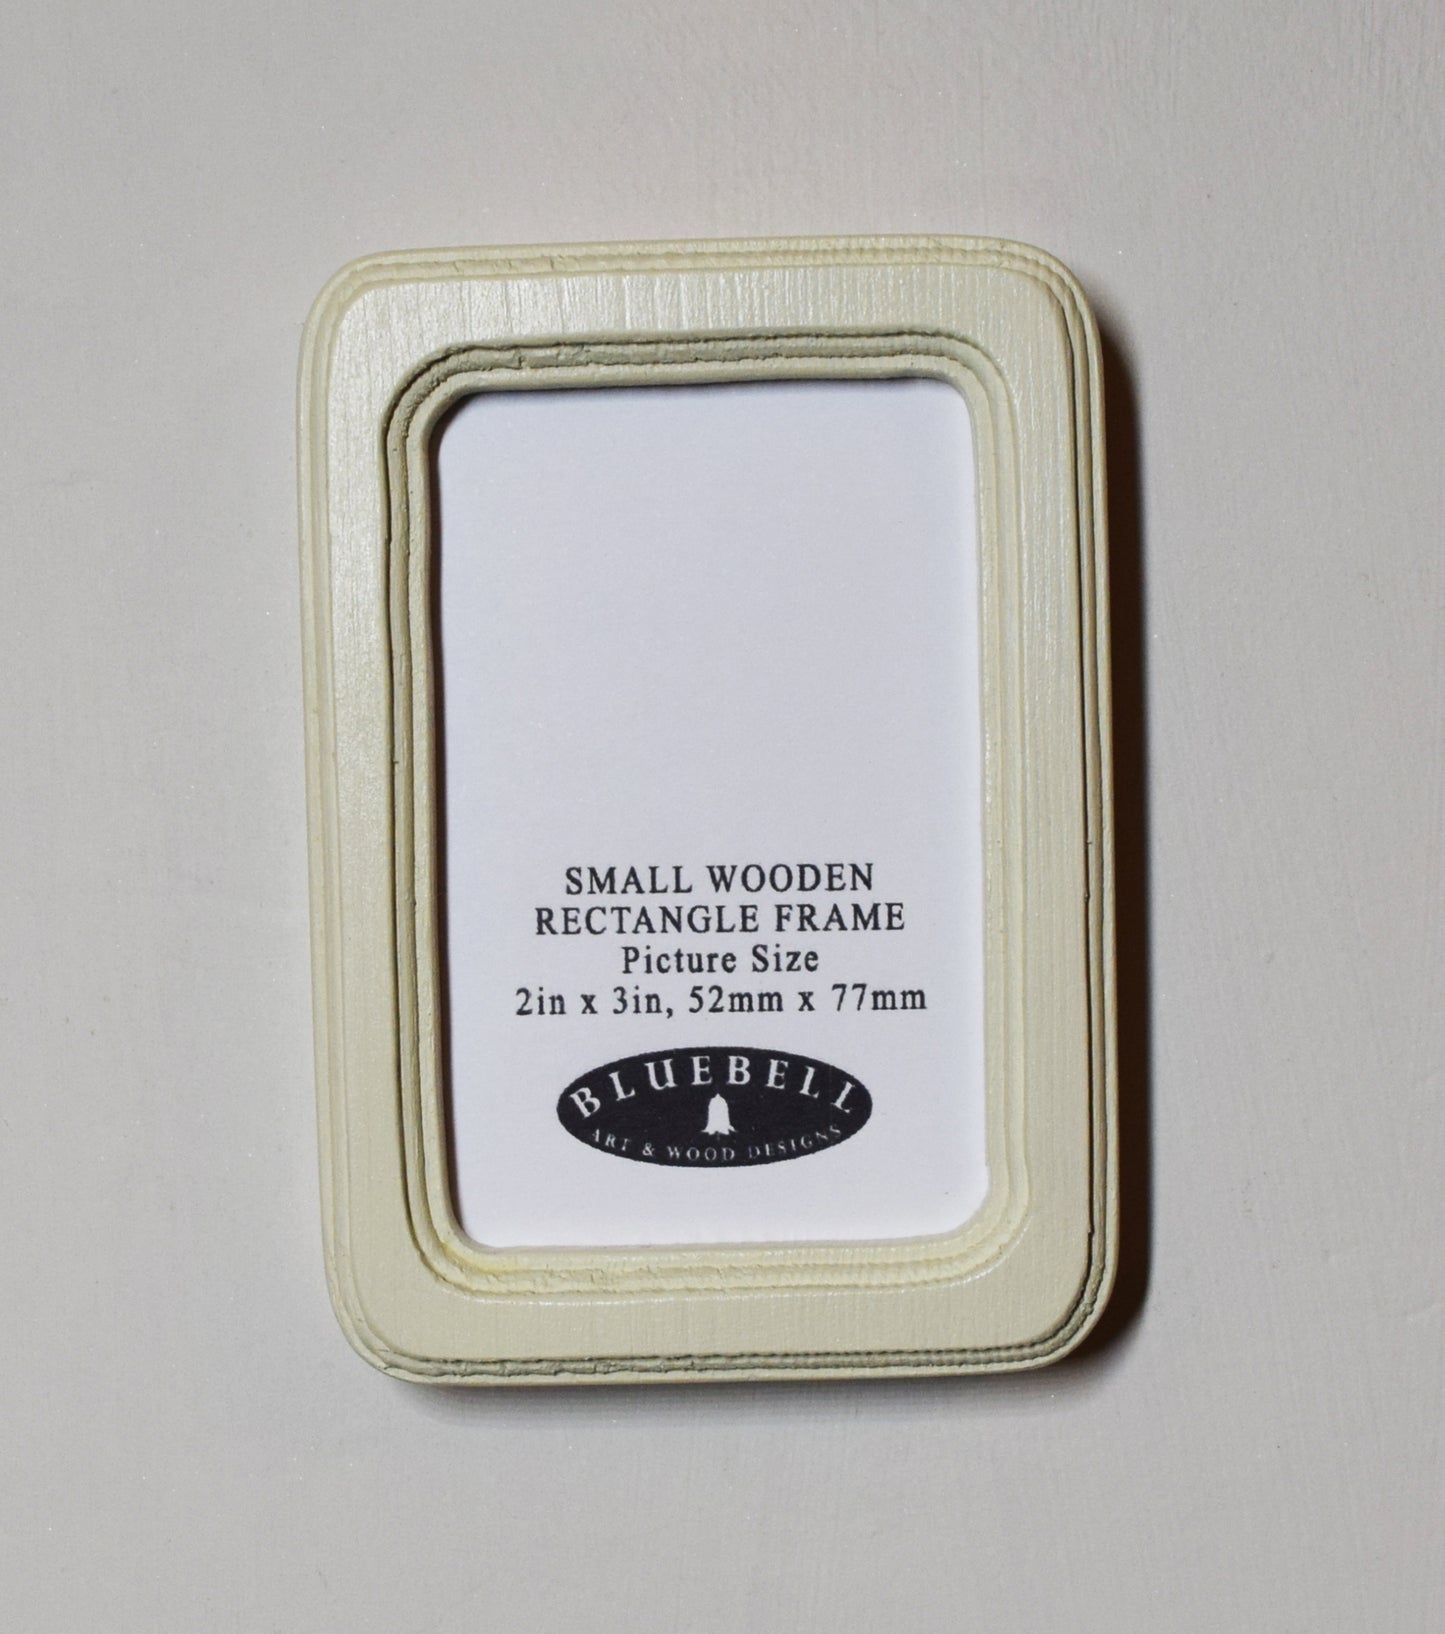 SMALL WOODEN
RECTANGLE FRAME
Picture Size
2in x 3in, 52mm x 77mm
BLUEBELL
ART & WOOD DESIGNS